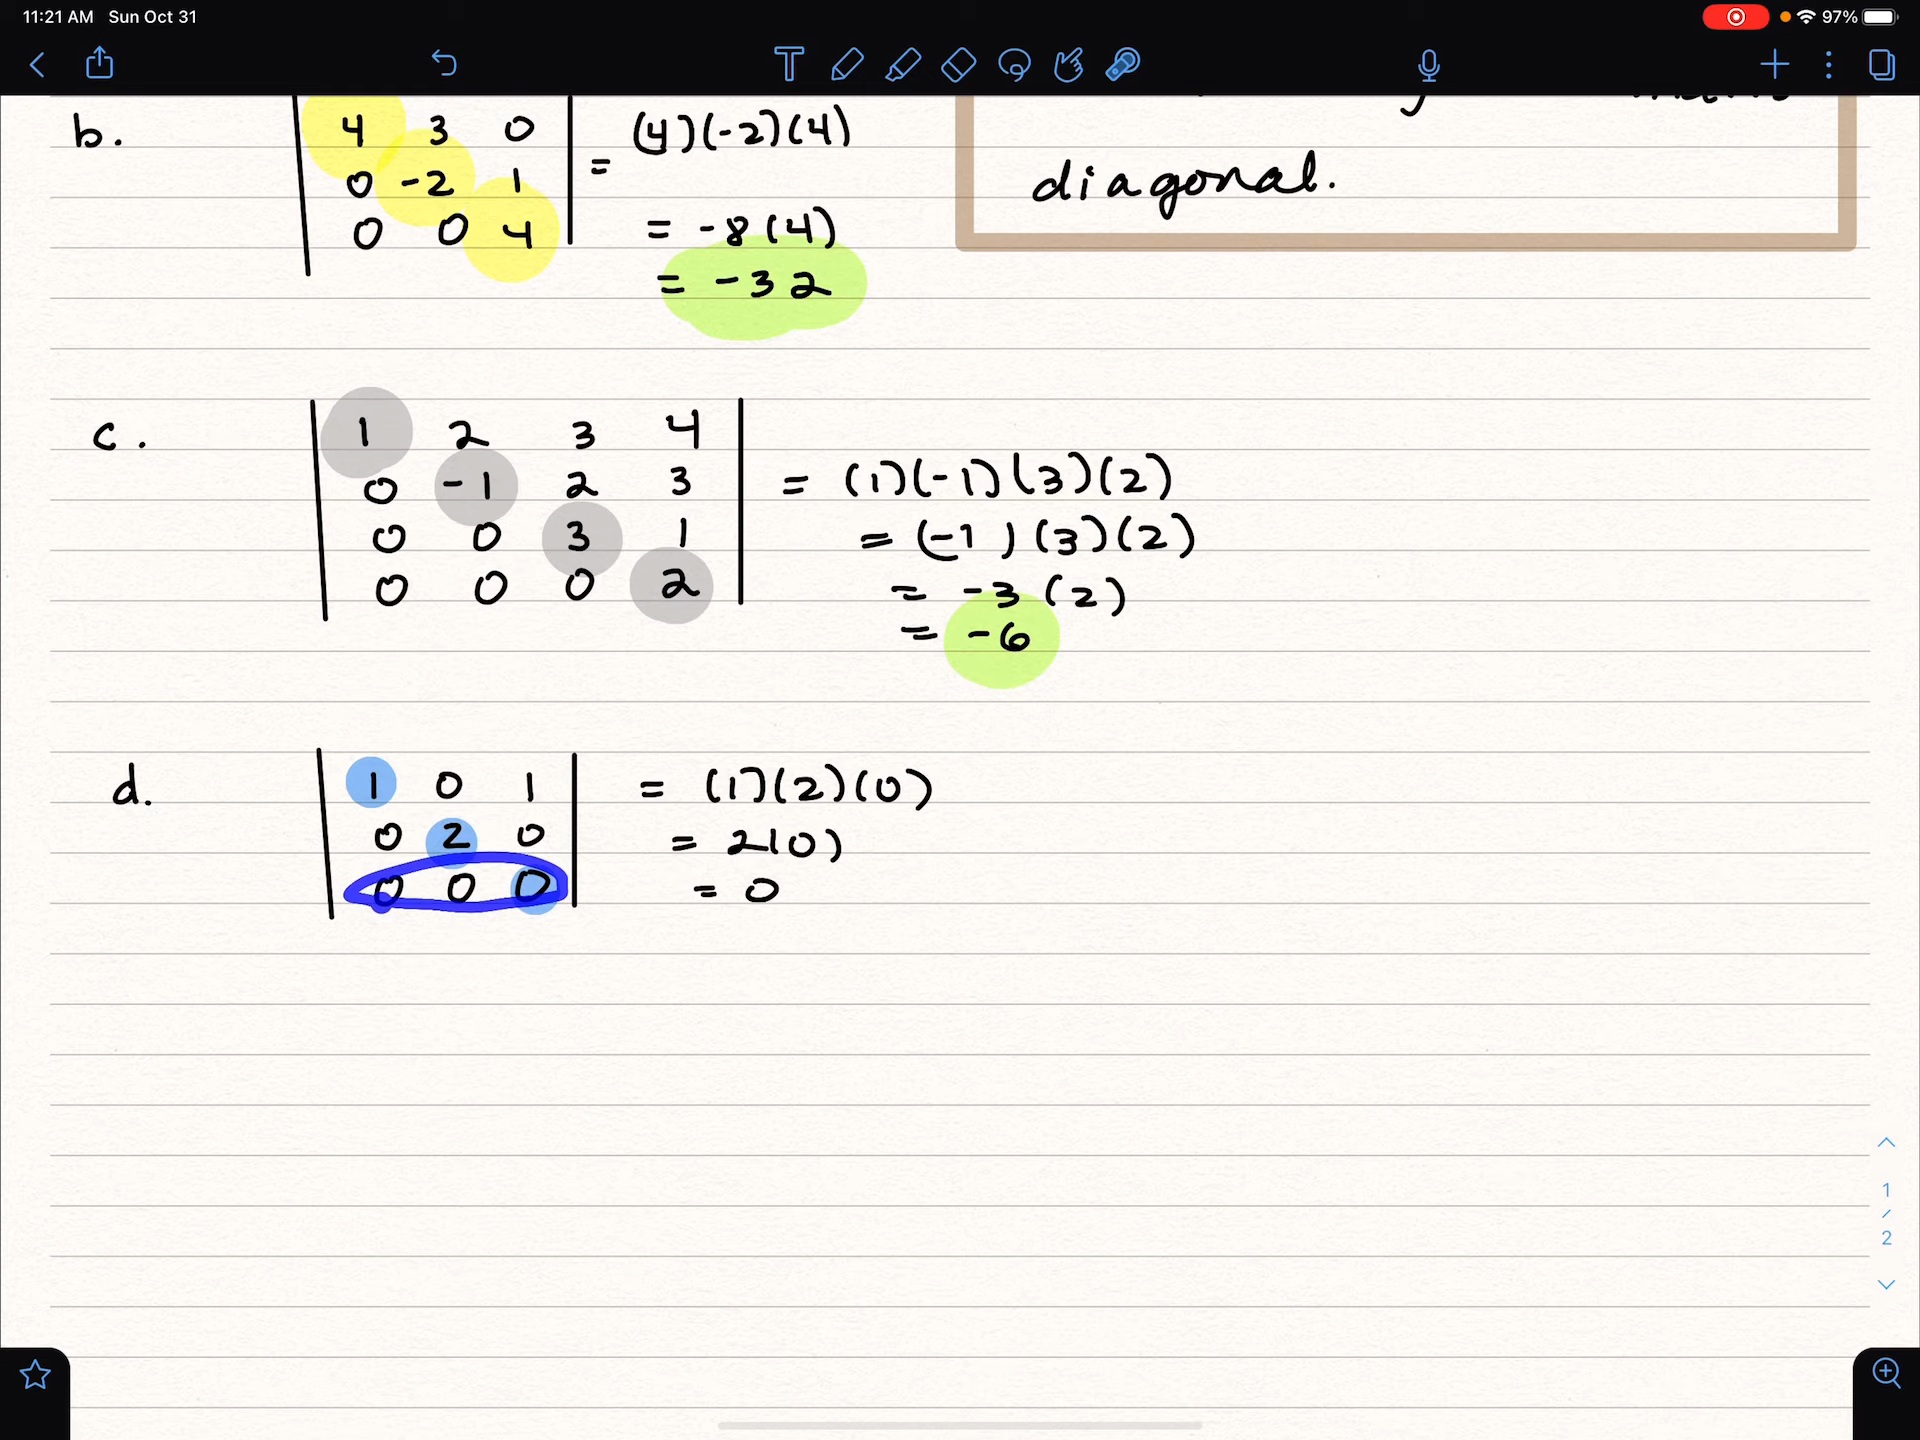 11:21 AM Sun Oct 31
97%
T
b.
| 4 3 0 |
| 0 -2 1 |
| 0 0 4 |
= (4)(-2)(4)
= -8(4)
= -32
diagonal.
c.
| 1 2 3 4 |
| 0 -1 2 3 |
| 0 0 3 1 |
| 0 0 0 2 |
= (1)(-1)(3)(2)
= (-1)(3)(2)
= -3(2)
= -6
d.
| 1 0 1 |
| 0 2 0 |
| 0 0 0 |
= (1)(2)(0)
= 2(0)
= 0
1
/
2